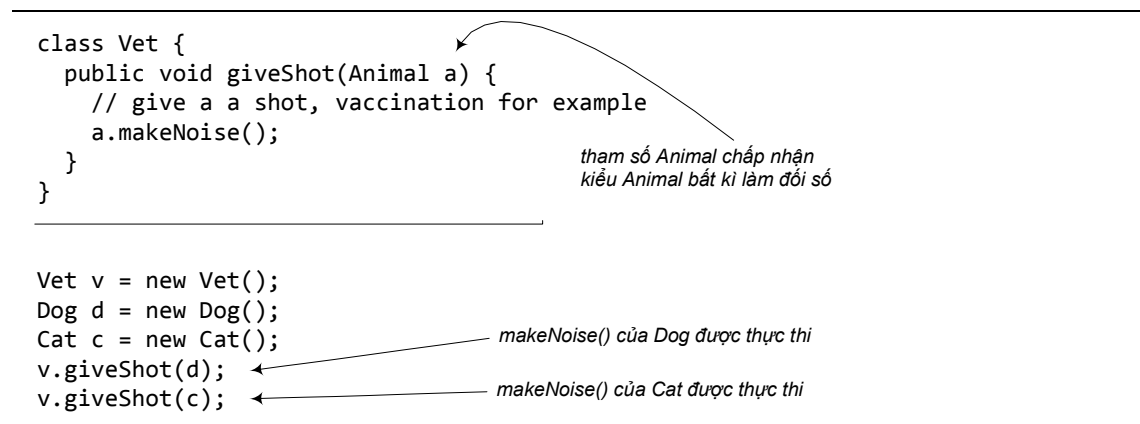 class Vet {
public void giveShot(Animal a) {
// give a a shot, vaccination for example
a.makeNoise();
}
}
tham số Animal chấp nhận
kiểu Animal bất kì làm đối số
Vet v = new Vet();
Dog d = new Dog();
Cat c = new Cat();
v.giveShot(d);
v.giveShot(c);
makeNoise() của Dog được thực thi
makeNoise() của Cat được thực thi